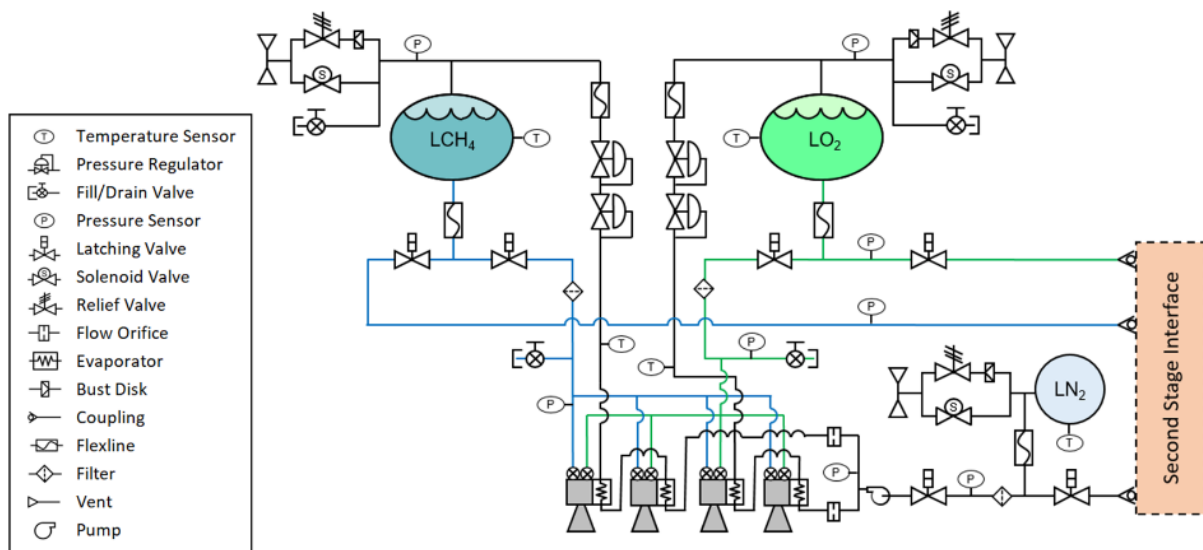 Temperature Sensor
Pressure Regulator
Fill/Drain Valve
Pressure Sensor
Latching Valve
Solenoid Valve
Relief Valve
Flow Orifice
Evaporator
Bust Disk
Coupling
Flexline
Filter
Vent
Pump
T
P
S
S
P
LCH₄
T
P
S
T
LO₂
P
P
T
T
P
P
S
LN₂
T
P
P
Second Stage Interface